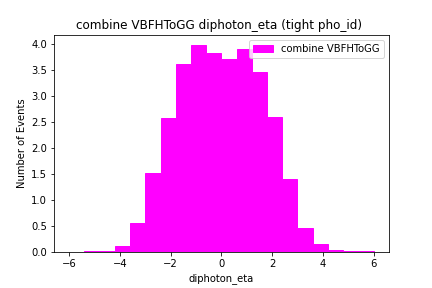 combine VBFHToGG diphoton_eta (tight pho_id)
combine VBFHToGG
Number of Events
4.0
3.5
3.0
2.5
2.0
1.5
1.0
0.5
0.0
−6 −4 −2 0 2 4 6
diphoton_eta